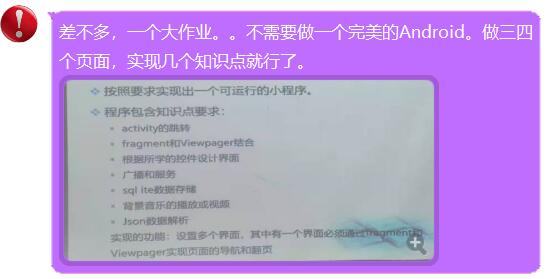 差不多，一个大作业。。不需要做一个完美的Android。做三四
个页面，实现几个知识点就行了。
按照要求实现出一个可运行的小程序。
程序包含知识点要求：
activity的跳转
fragment和Viewpager结合
根据所学的控件设计界面
广播和服务
sql ite数据存储
背景音乐的播放或视频
Json数据解析
实现的功能：设置多个界面，其中有一个界面必须通过fragment和
Viewpager实现页面的导航和翻页